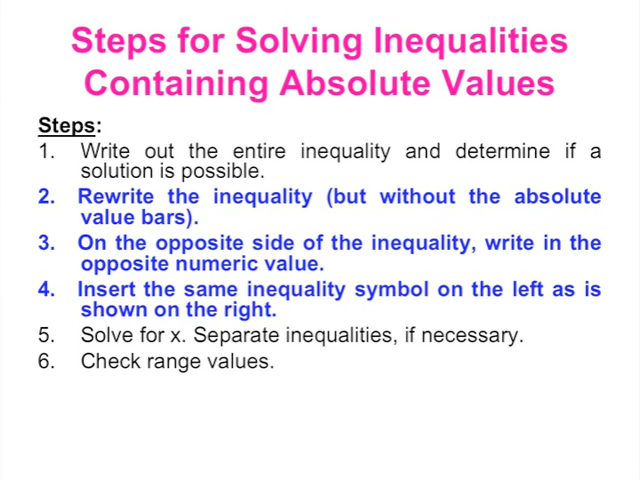 Steps for Solving Inequalities
Containing Absolute Values
Steps:
1. Write out the entire inequality and determine if a
solution is possible.
2. Rewrite the inequality (but without the absolute
value bars).
3. On the opposite side of the inequality, write in the
opposite numeric value.
4. Insert the same inequality symbol on the left as is
shown on the right.
5. Solve for x. Separate inequalities, if necessary.
6. Check range values.